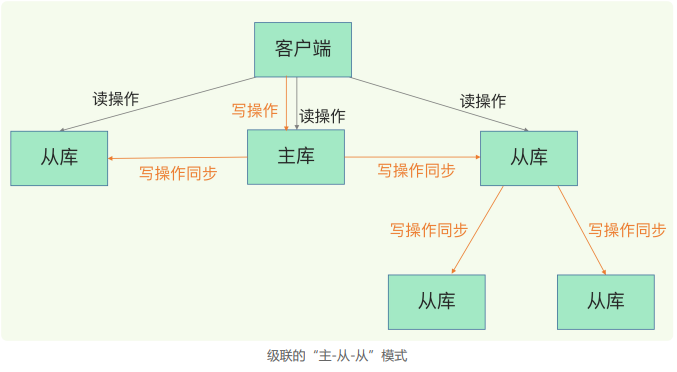 客户端
读操作
写操作
读操作
读操作
从库
主库
从库
写操作同步
写操作同步
写操作同步
写操作同步
从库
从库
级联的“主-从-从”模式